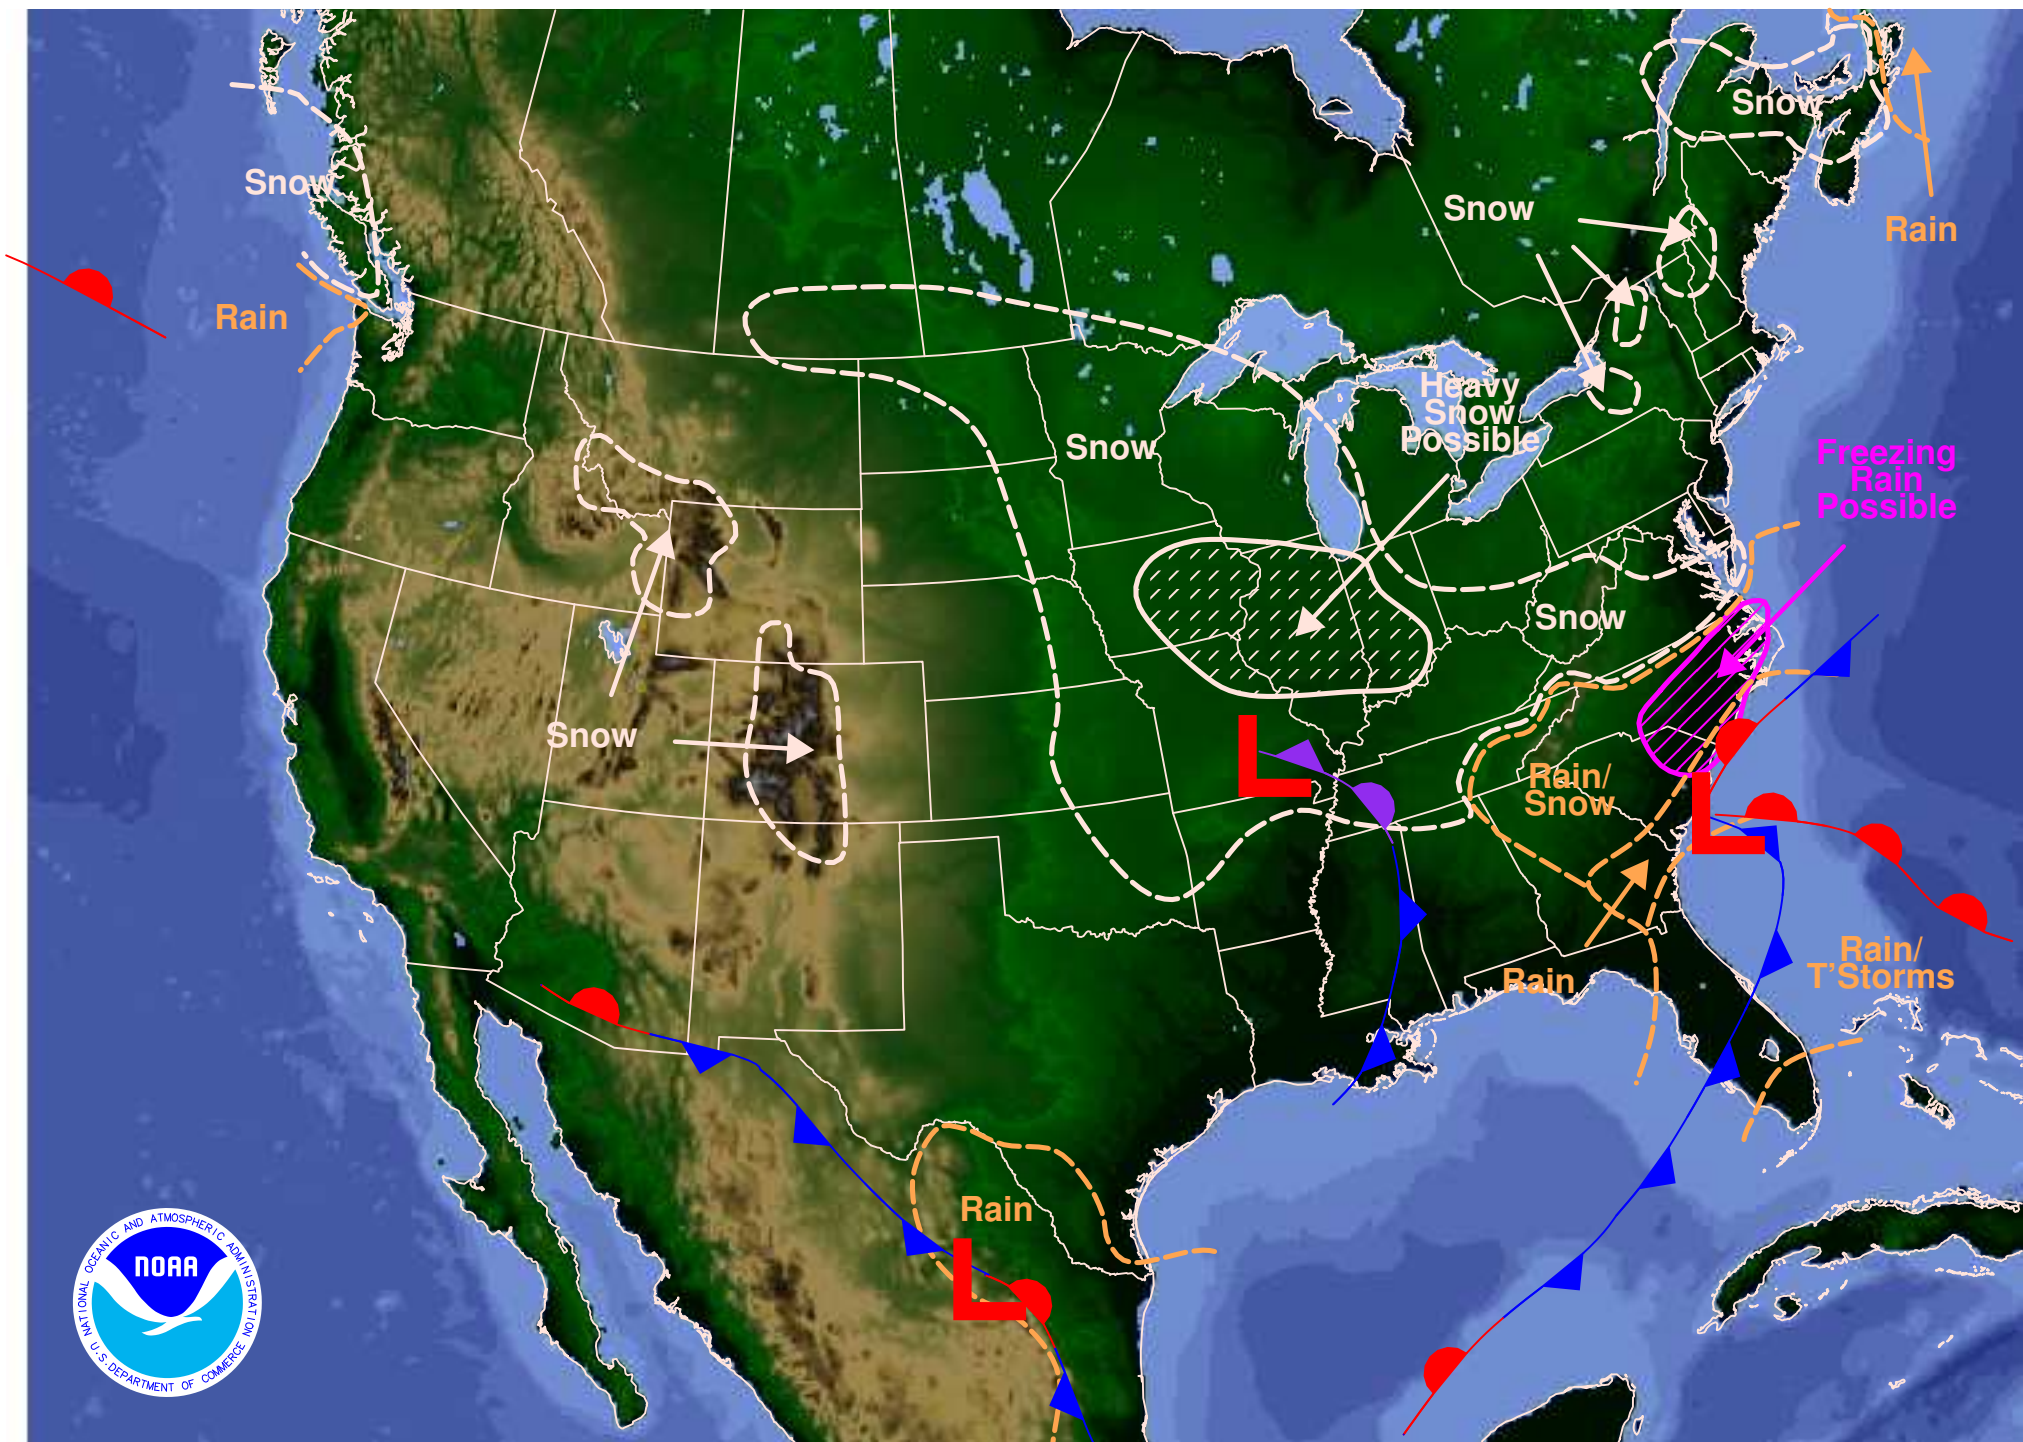 Snow
Snow
Snow
Rain
Rain
Heavy
Snow
Possible
Snow
Freezing
Rain
Possible
Snow
Snow
Rain/
Snow
Rain/
T'Storms
Rain
Rain
L
L
L
NATIONAL OCEANIC AND ATMOSPHERIC ADMINISTRATION
NOAA
U.S. DEPARTMENT OF COMMERCE